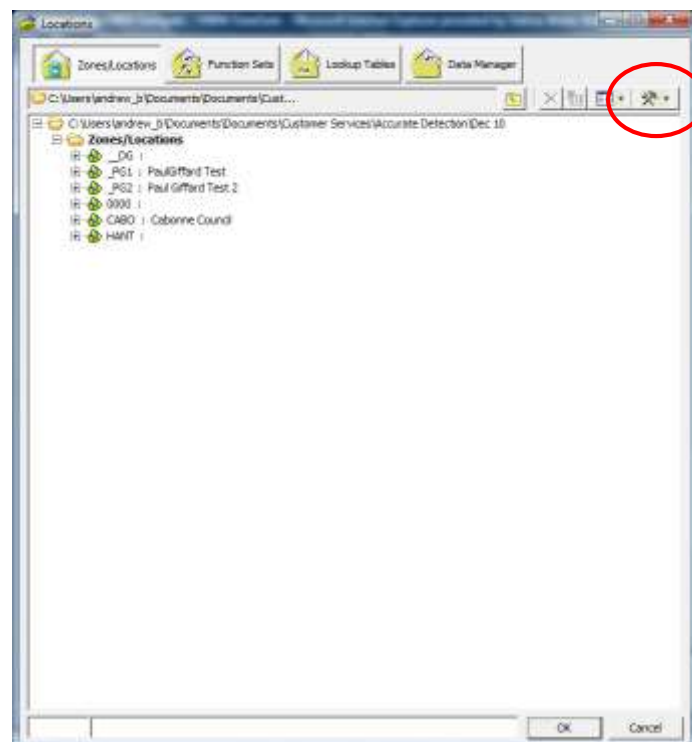 Locations
Zones/Locations Function Sets Lookup Tables Data Manager
C:\Users\andrew_b\Documents\Documents\Cust...
C:\Users\andrew_b\Documents\Documents\Customer Services\Accurate Detection\Dec 10
Zones/Locations
__DG :
_PG1 : PaulGiffard Test
_PG2 : Paul Giffard Test 2
0000 :
CABO : Cabonne Council
HANT :
OK Cancel